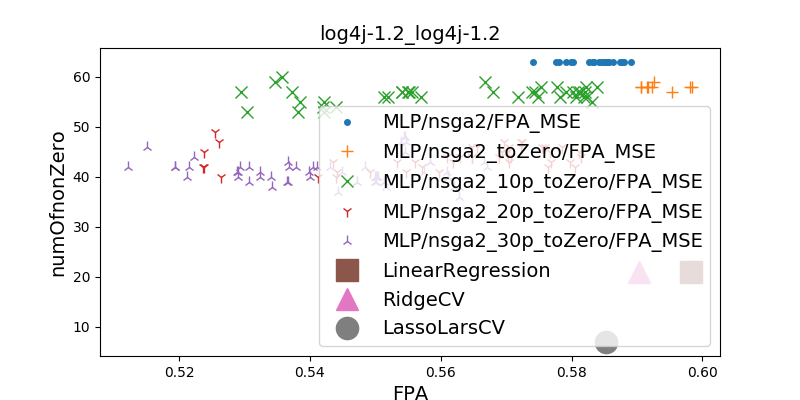 log4j-1.2_log4j-1.2
numOfnonZero
60
50
40
30
20
10
MLP/nsga2/FPA_MSE
MLP/nsga2_toZero/FPA_MSE
MLP/nsga2_10p_toZero/FPA_MSE
MLP/nsga2_20p_toZero/FPA_MSE
MLP/nsga2_30p_toZero/FPA_MSE
LinearRegression
RidgeCV
LassoLarsCV
0.52 0.54 0.56 0.58 0.60
FPA